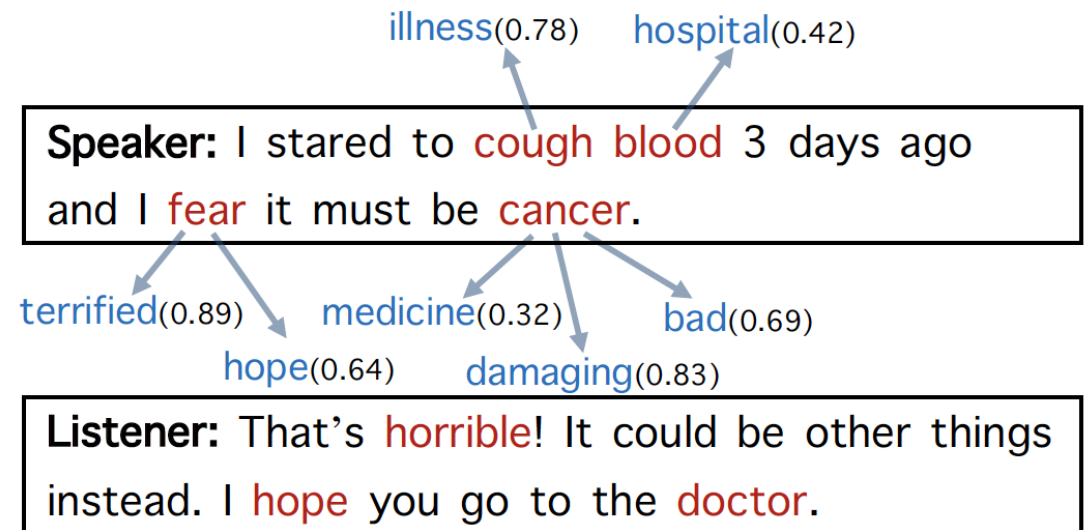 illness(0.78) hospital(0.42)
Speaker: I stared to cough blood 3 days ago
and I fear it must be cancer.
terrified(0.89) medicine(0.32) bad(0.69)
hope(0.64) damaging(0.83)
Listener: That's horrible! It could be other things
instead. I hope you go to the doctor.